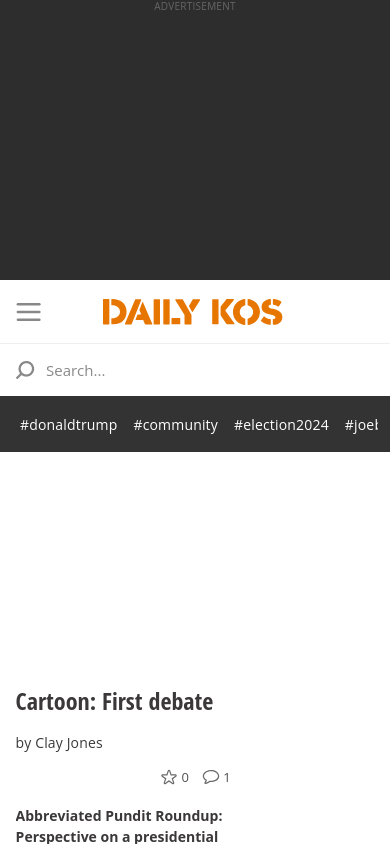 ADVERTISEMENT
DAILY KOS
Search...
#donaldtrump #community #election2024 #joeb
Cartoon: First debate
by Clay Jones
0 1
Abbreviated Pundit Roundup:
Perspective on a presidential